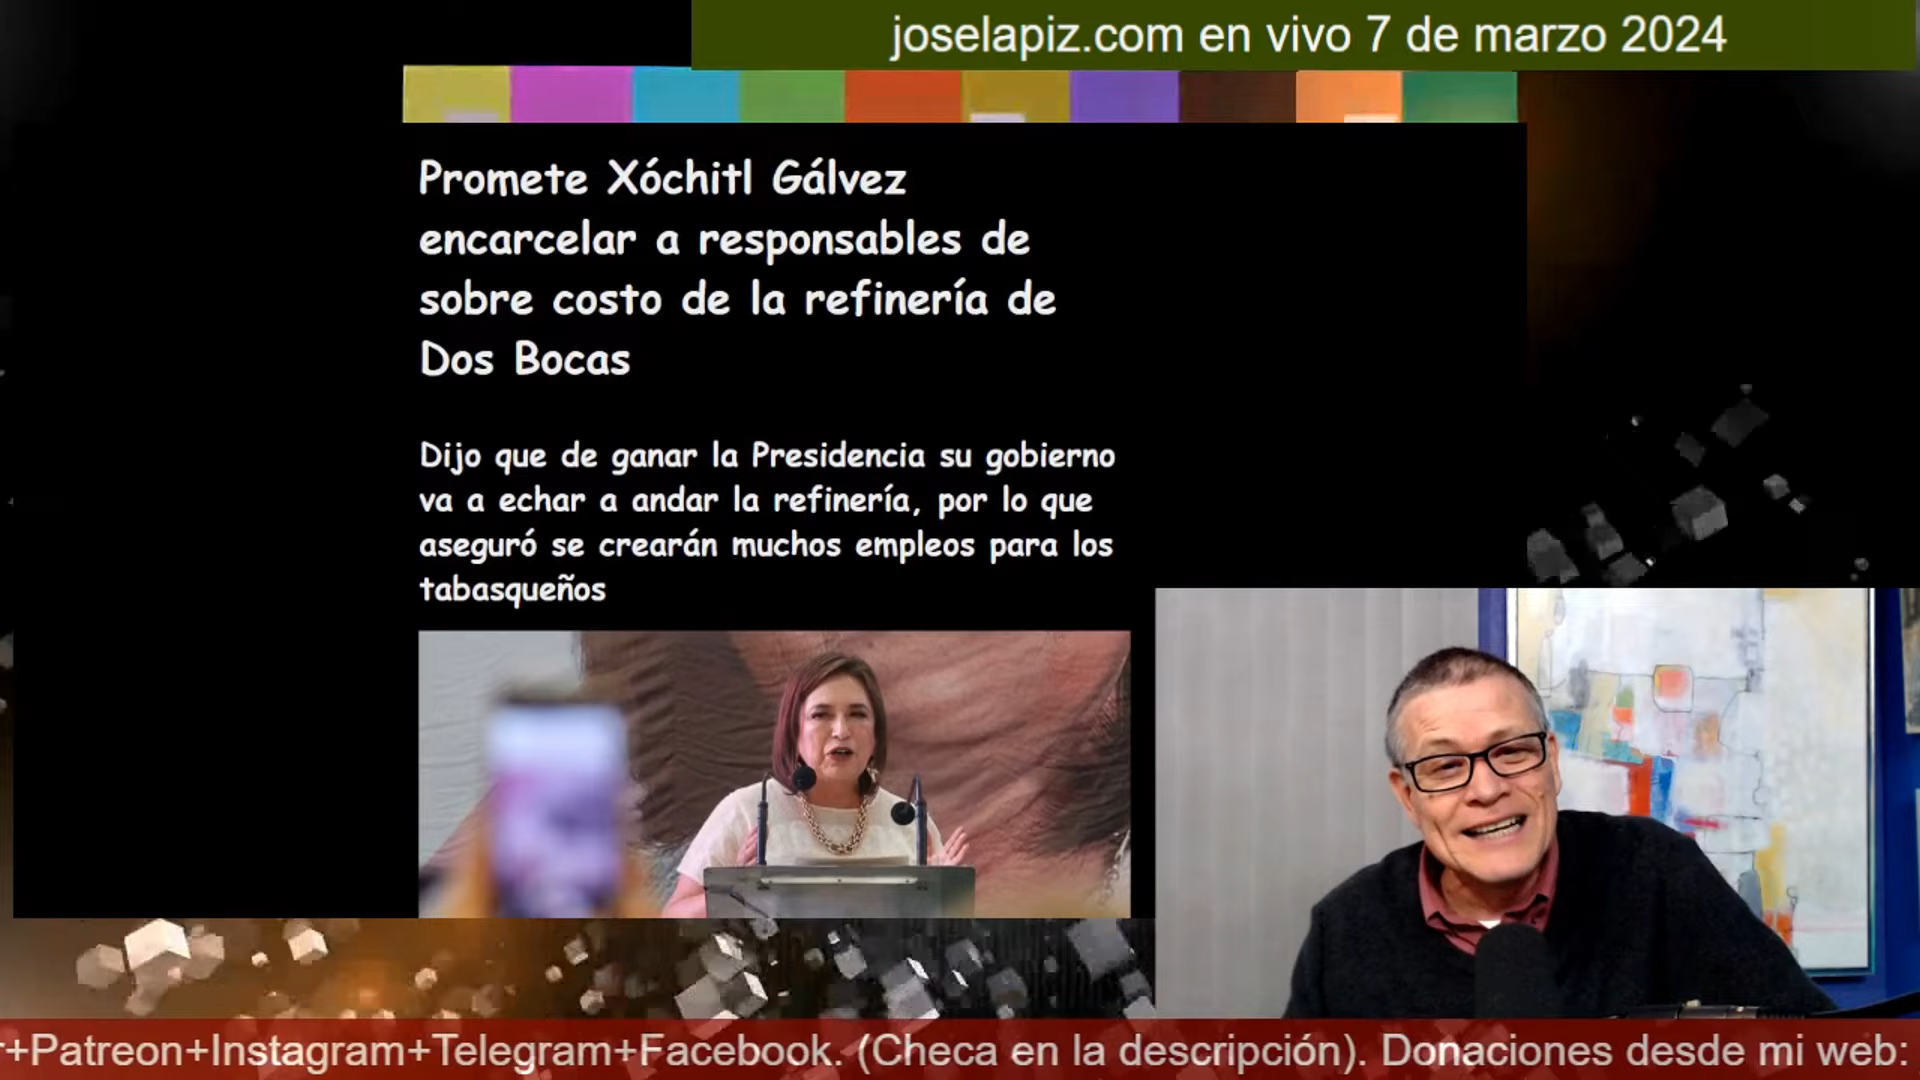 joselapiz.com en vivo 7 de marzo 2024
Promete Xóchitl Gálvez
encarcelar a responsables de
sobre costo de la refinería de
Dos Bocas
Dijo que de ganar la Presidencia su gobierno
va a echar a andar la refinería, por lo que
aseguró se crearán muchos empleos para los
tabasqueños
+Patreon+Instagram+Telegram+Facebook. (Checa en la descripción). Donaciones desde mi web: